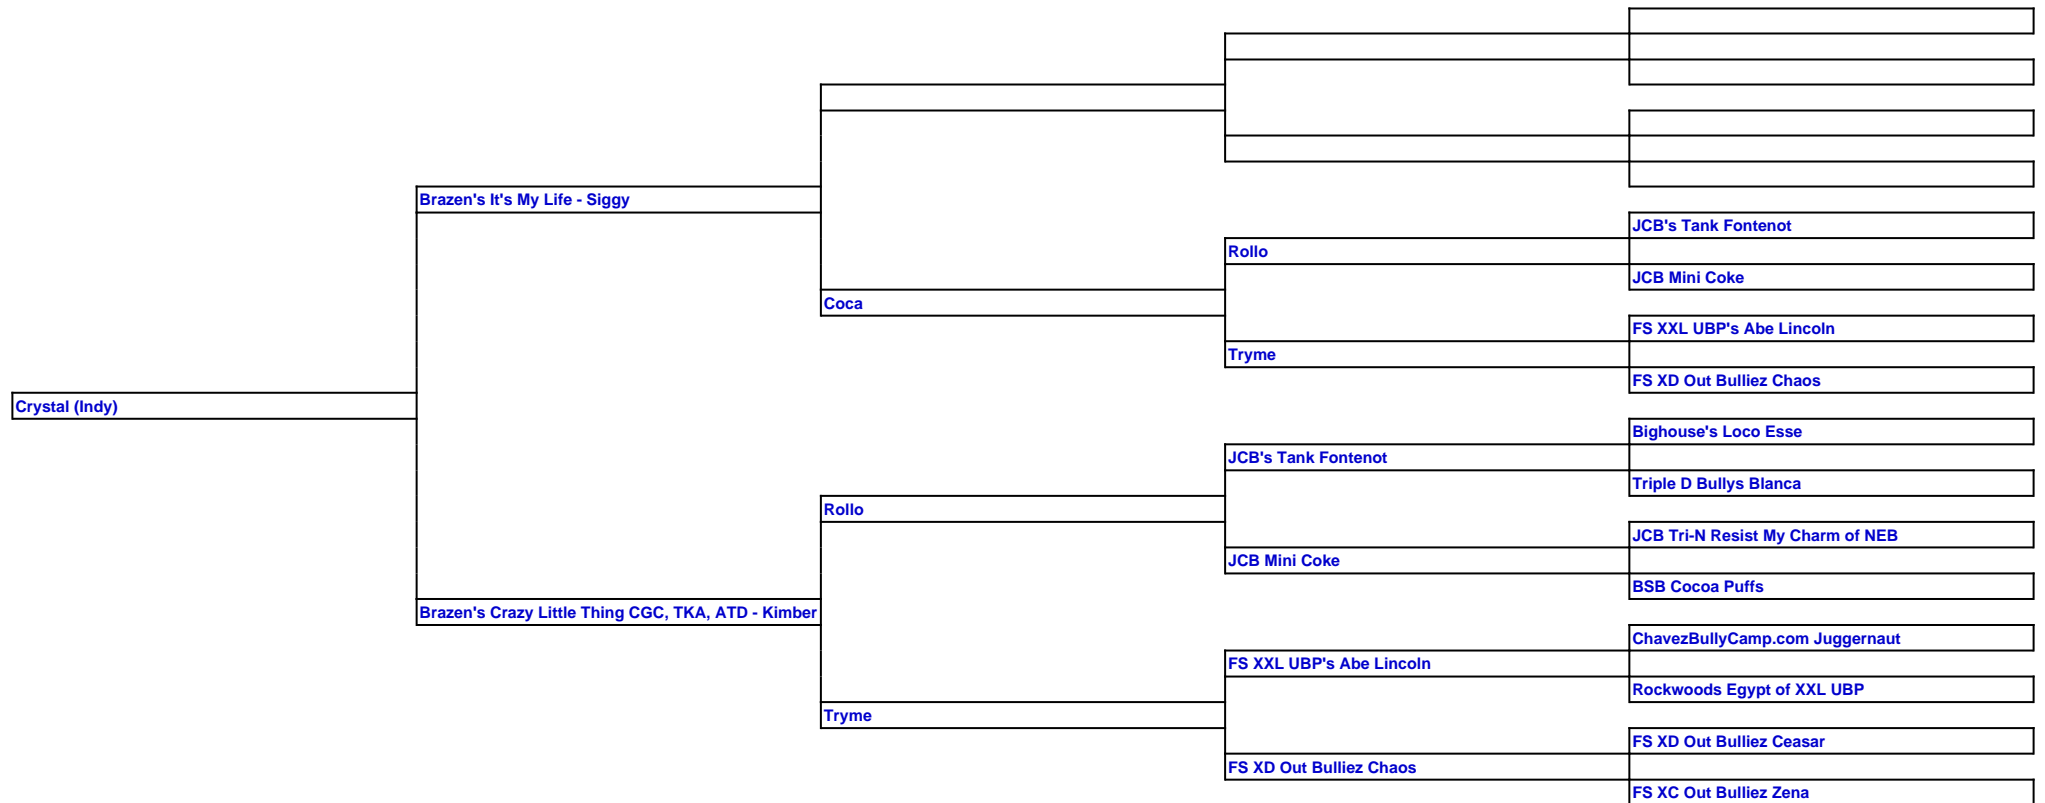 Brazen's It's My Life - Siggy
JCB's Tank Fontenot
Rollo
JCB Mini Coke
Coca
FS XXL UBP's Abe Lincoln
Tryme
FS XD Out Bulliez Chaos
Crystal (Indy)
Bighouse's Loco Esse
JCB's Tank Fontenot
Triple D Bullys Blanca
Rollo
JCB Tri-N Resist My Charm of NEB
JCB Mini Coke
BSB Cocoa Puffs
Brazen's Crazy Little Thing CGC, TKA, ATD - Kimber
ChavezBullyCamp.com Juggernaut
FS XXL UBP's Abe Lincoln
Rockwoods Egypt of XXL UBP
Tryme
FS XD Out Bulliez Ceasar
FS XD Out Bulliez Chaos
FS XC Out Bulliez Zena